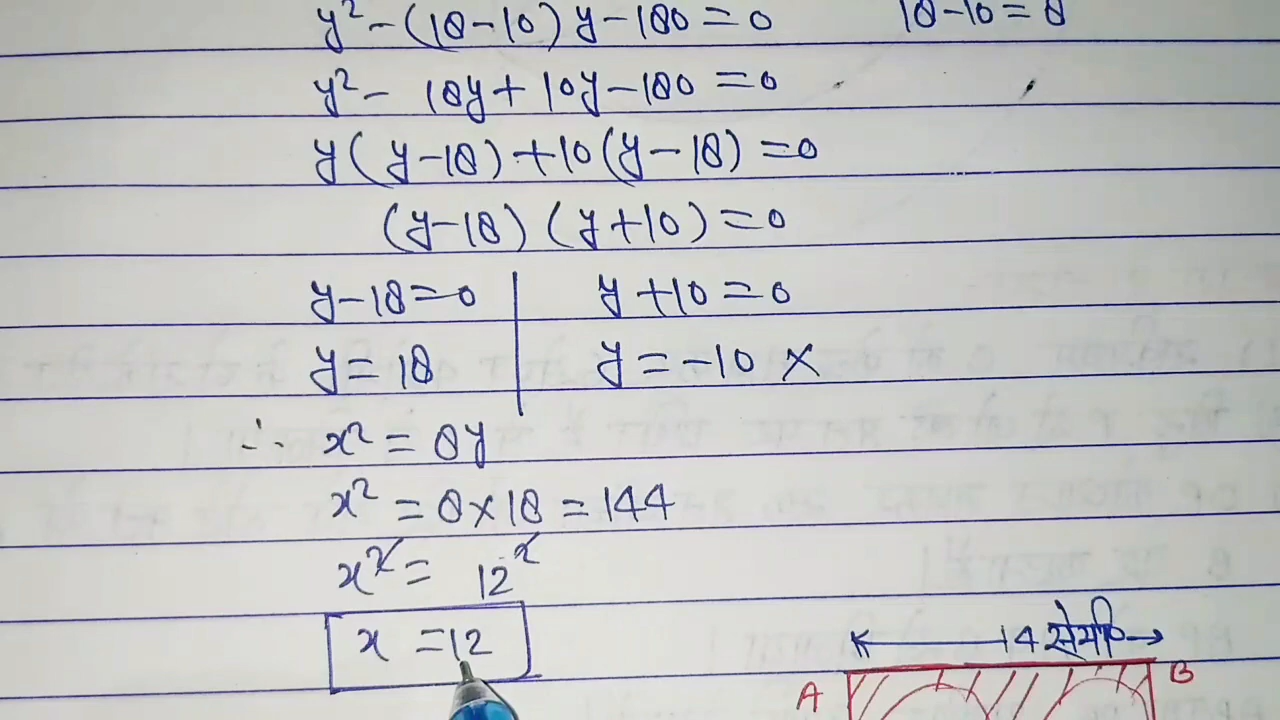 y² - (18-10) y - 180 = 0
18-10 = 8
y² - 18y + 10y - 180 = 0
y ( y - 18 ) + 10 ( y - 18 ) = 0
(y-18) (y+10) = 0
y - 18 = 0
y + 10 = 0
y = 18
y = -10 ×
∴ x² = 8y
x² = 8 × 18 = 144
x² = 12²
x = 12
14 सेमी
A
B